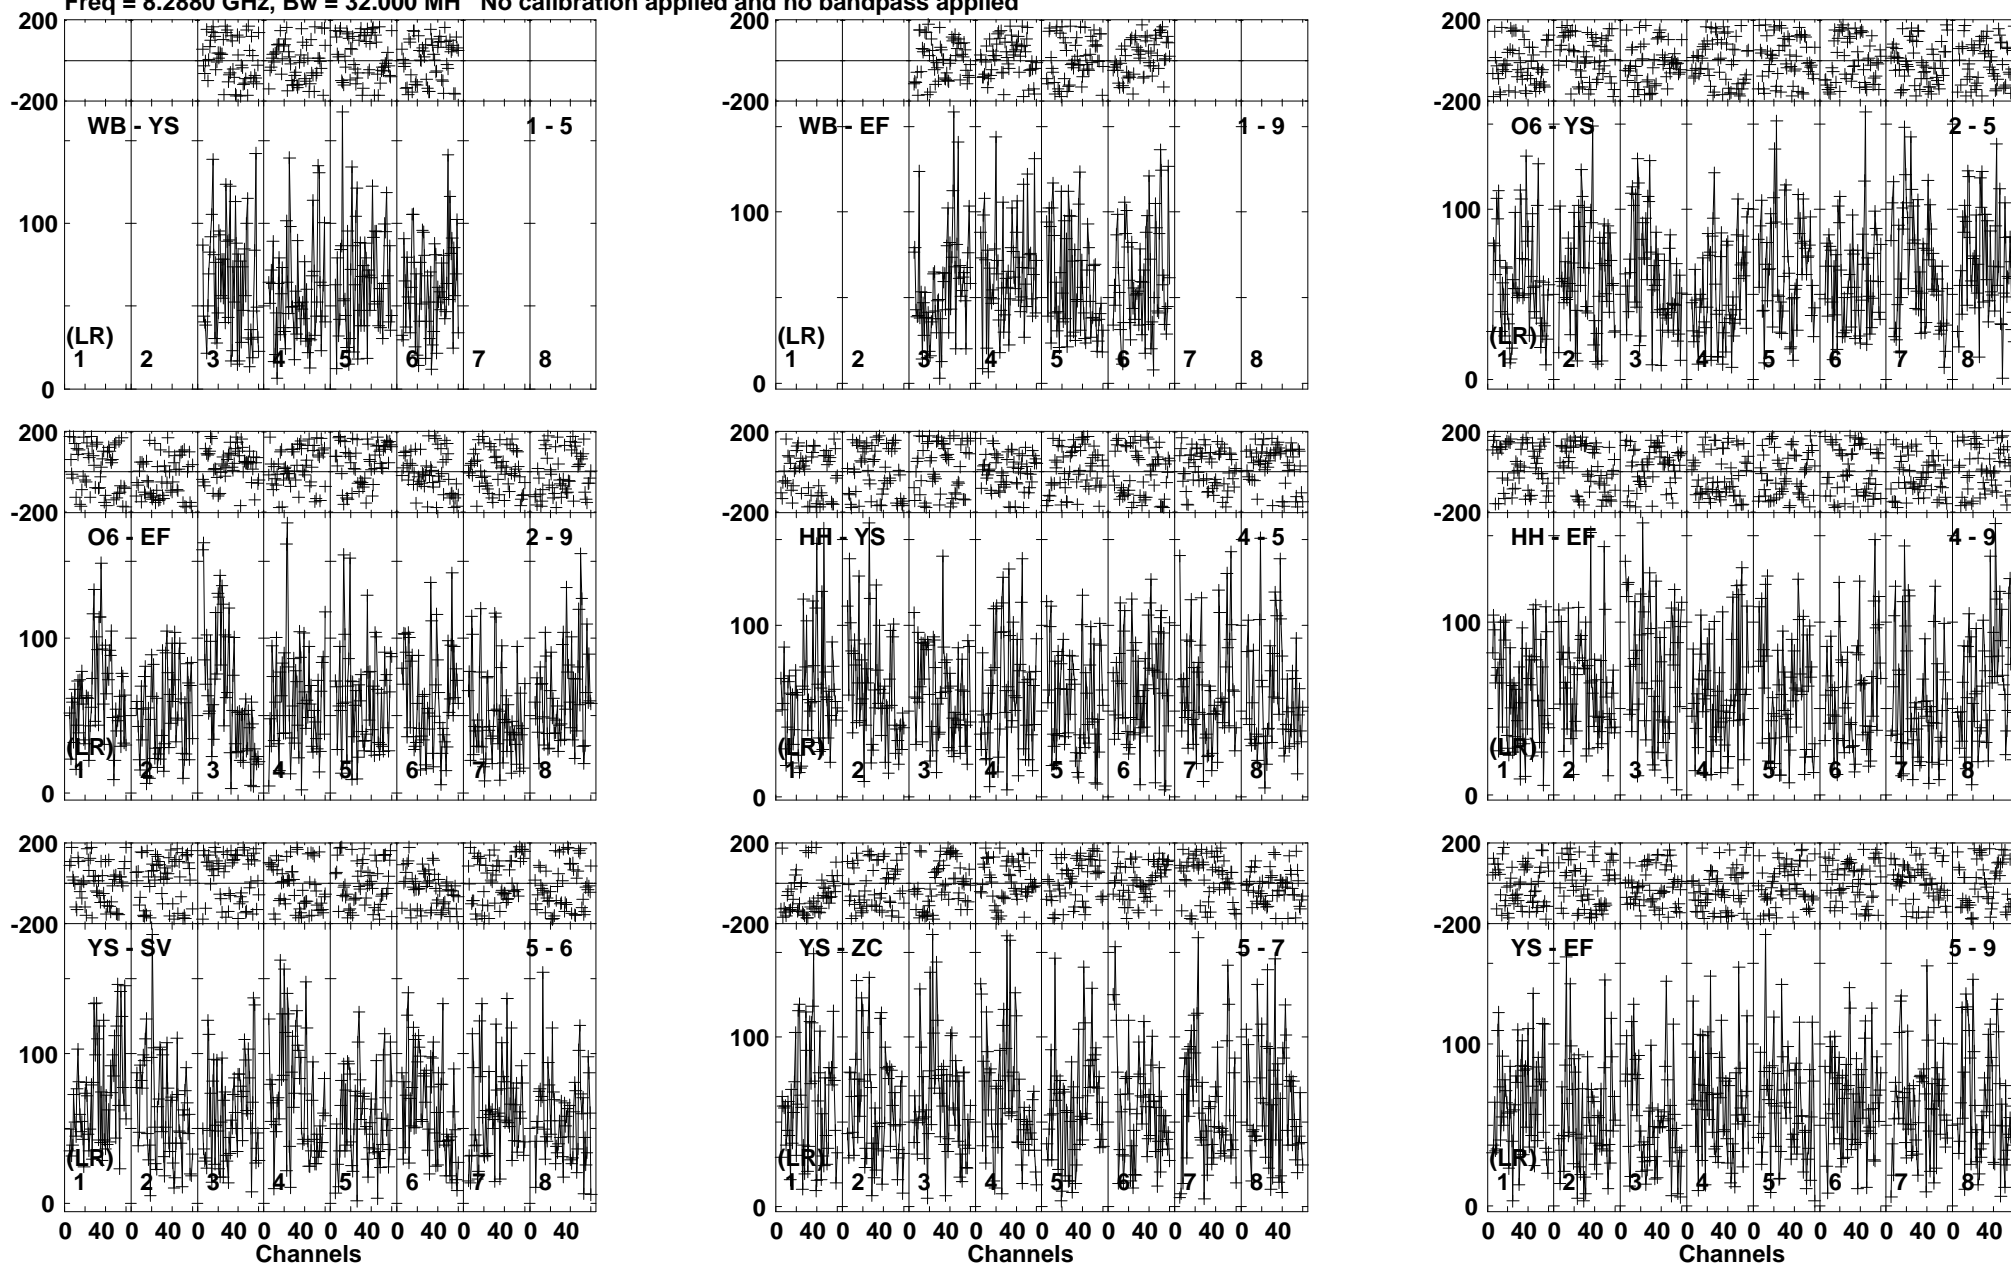 Freq = 8.2880 GHz, Bw = 32.000 MH No calibration applied and no bandpass applied
200
-200
WB - YS 1 - 5
100
(LR)
1 2 3 4 5 6 7 8
0
200
-200
WB - EF 1 - 9
100
(LR)
1 2 3 4 5 6 7 8
0
200
-200
O6 - YS 2 - 5
100
(LR)
1 2 3 4 5 6 7 8
0
200
-200
O6 - EF 2 - 9
100
(LR)
1 2 3 4 5 6 7 8
0
200
-200
HH - YS 4 - 5
100
(LR)
1 2 3 4 5 6 7 8
0
200
-200
HH - EF 4 - 9
100
(LR)
1 2 3 4 5 6 7 8
0
200
-200
YS - SV 5 - 6
100
(LR)
1 2 3 4 5 6 7 8
0
0 40 0 40 0 40 0 40 0 40 0 40 0 40 0 40
Channels
200
-200
YS - ZC 5 - 7
100
(LR)
1 2 3 4 5 6 7 8
0
0 40 0 40 0 40 0 40 0 40 0 40 0 40 0 40
Channels
200
-200
YS - EF 5 - 9
100
(LR)
1 2 3 4 5 6 7 8
0
0 40 0 40 0 40 0 40 0 40 0 40 0 40 0 40
Channels